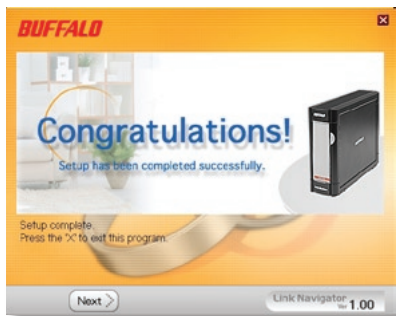 BUFFALO
Congratulations!
Setup has been completed successfully.
Setup complete.
Press the "X" to exit this program.
Next
Link Navigator
Ver 1.00